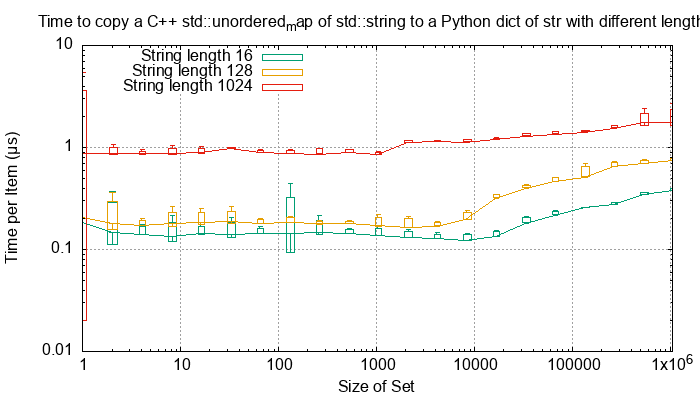 Time to copy a C++ std::unordered_map of std::string to a Python dict of str with different length
String length 16
String length 128
String length 1024
10
1
0.1
0.01
Time per Item (µs)
1 10 100 1000 10000 100000 1x10⁶
Size of Set